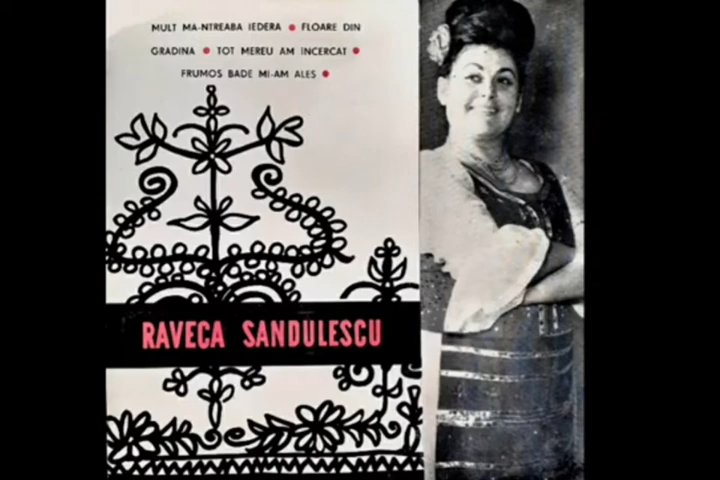 MULT MA-NTREABA IEDERA • FLOARE DIN
GRADINA • TOT MEREU AM INCERCAT •
FRUMOS BADE MI-AM ALES •
RAVECA SANDULESCU